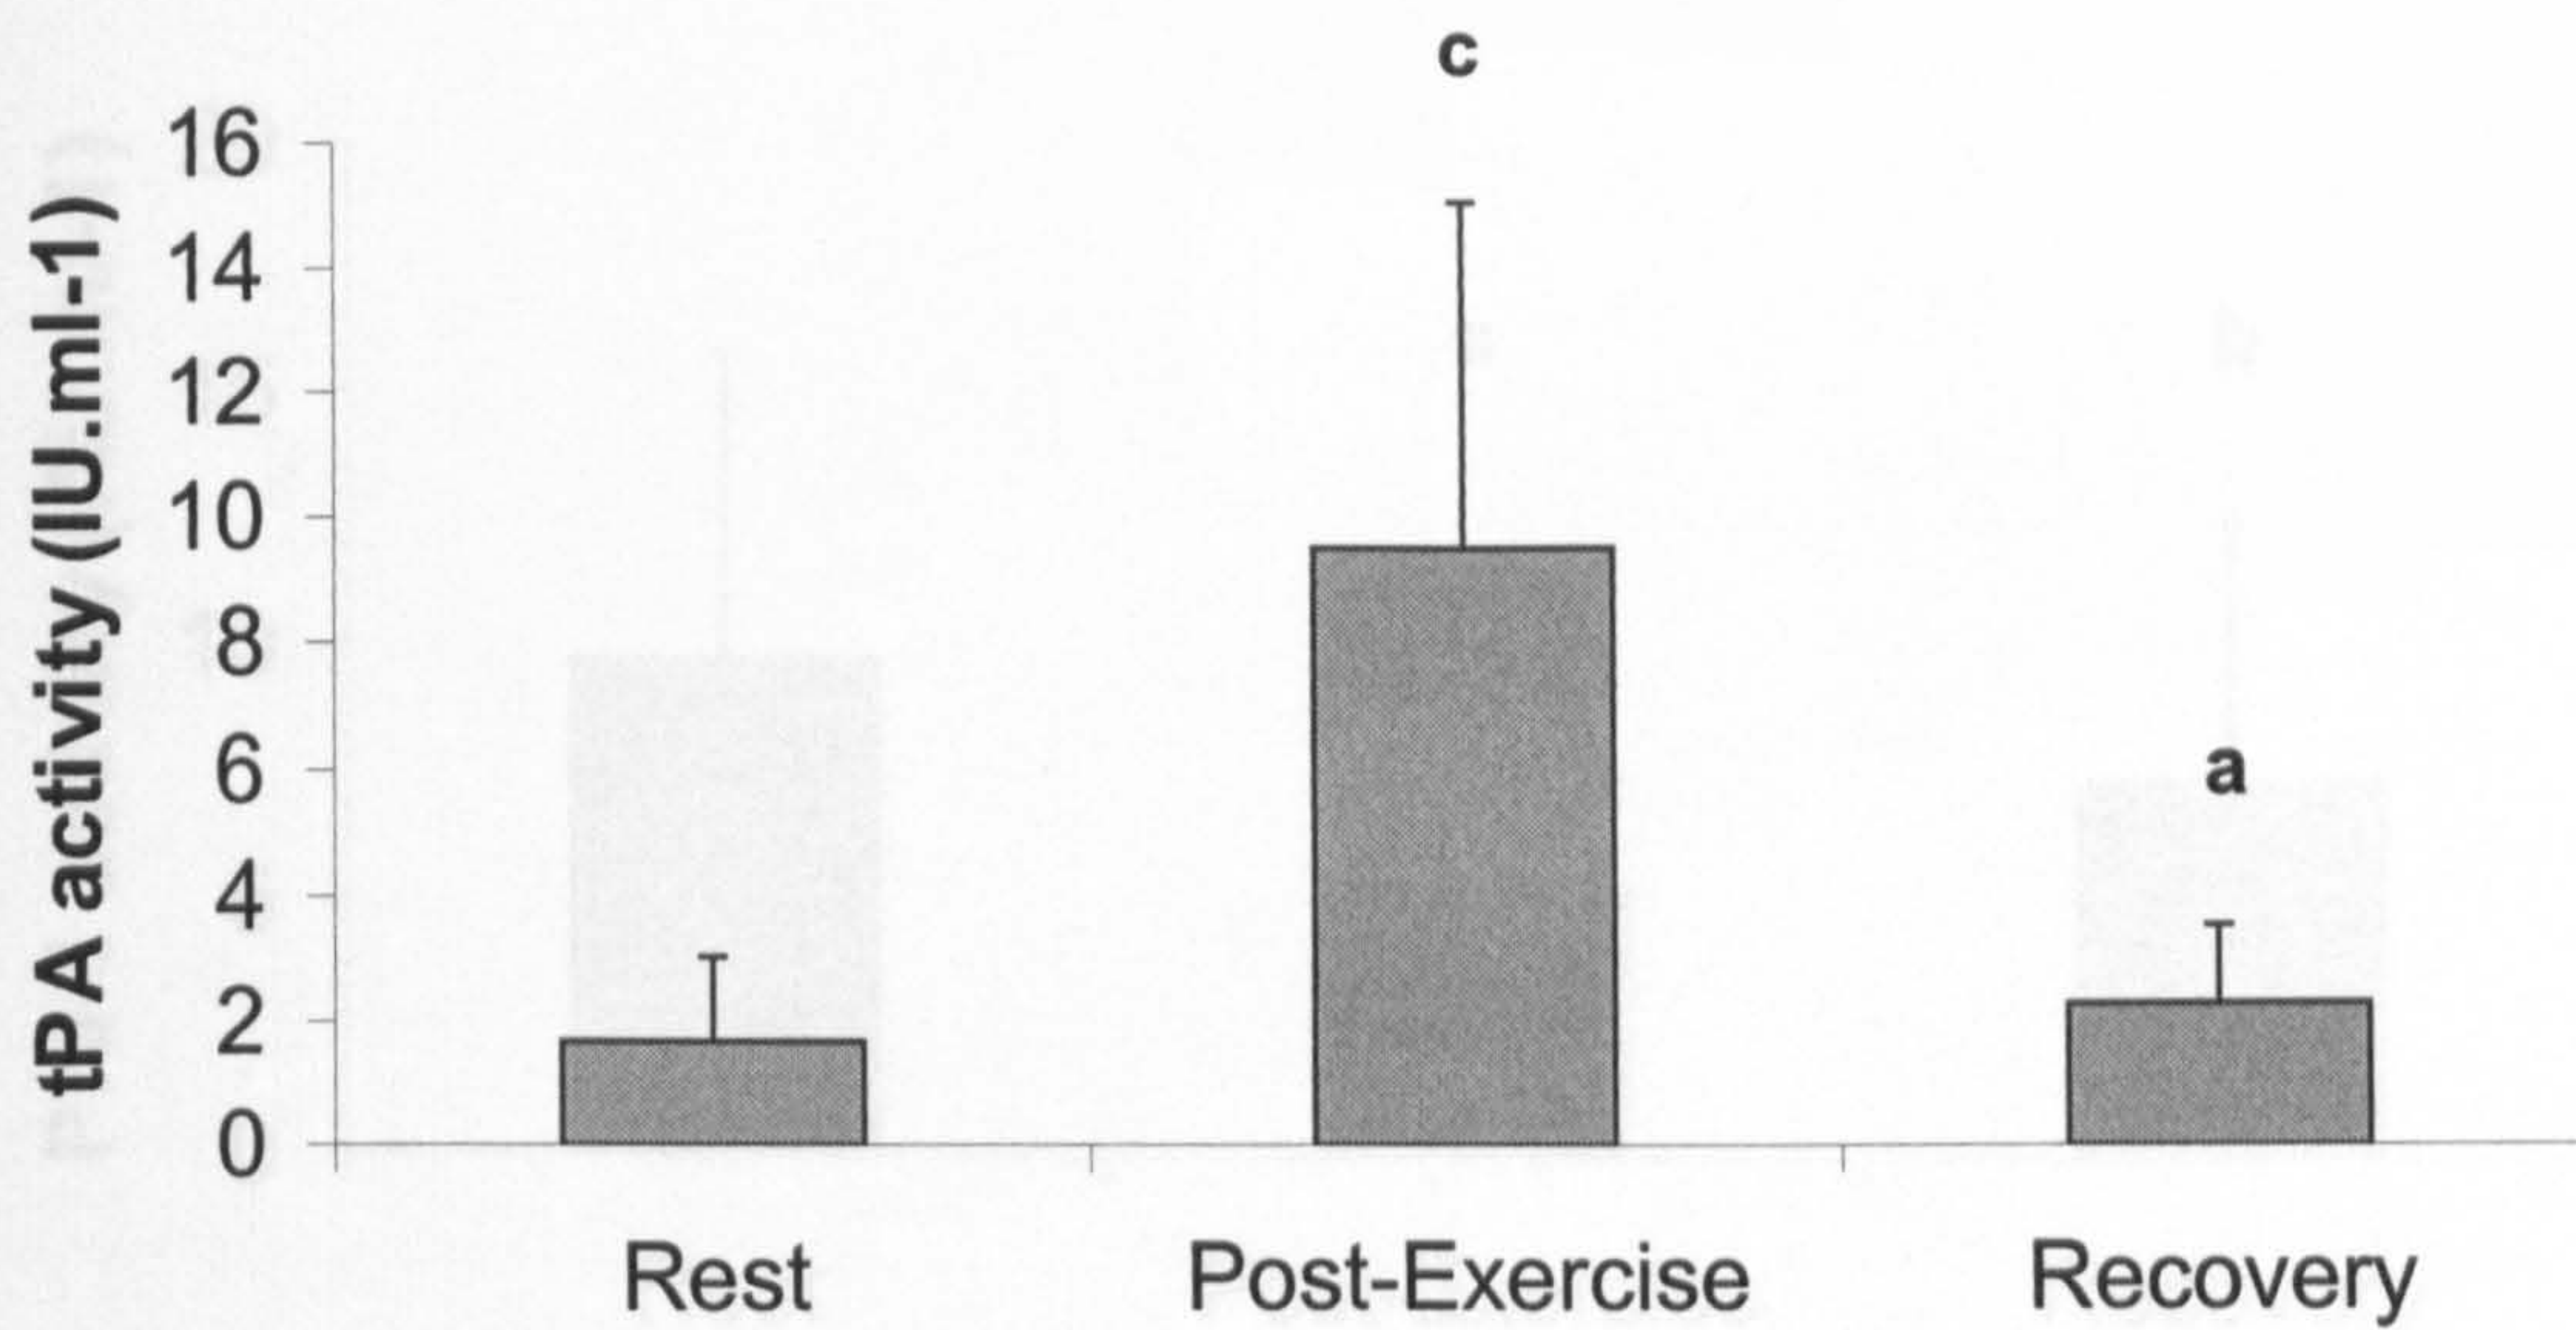 c
16
14
12
10
8
6
4
2
0
tPA activity (IU.ml-1)
a
Rest
Post-Exercise
Recovery